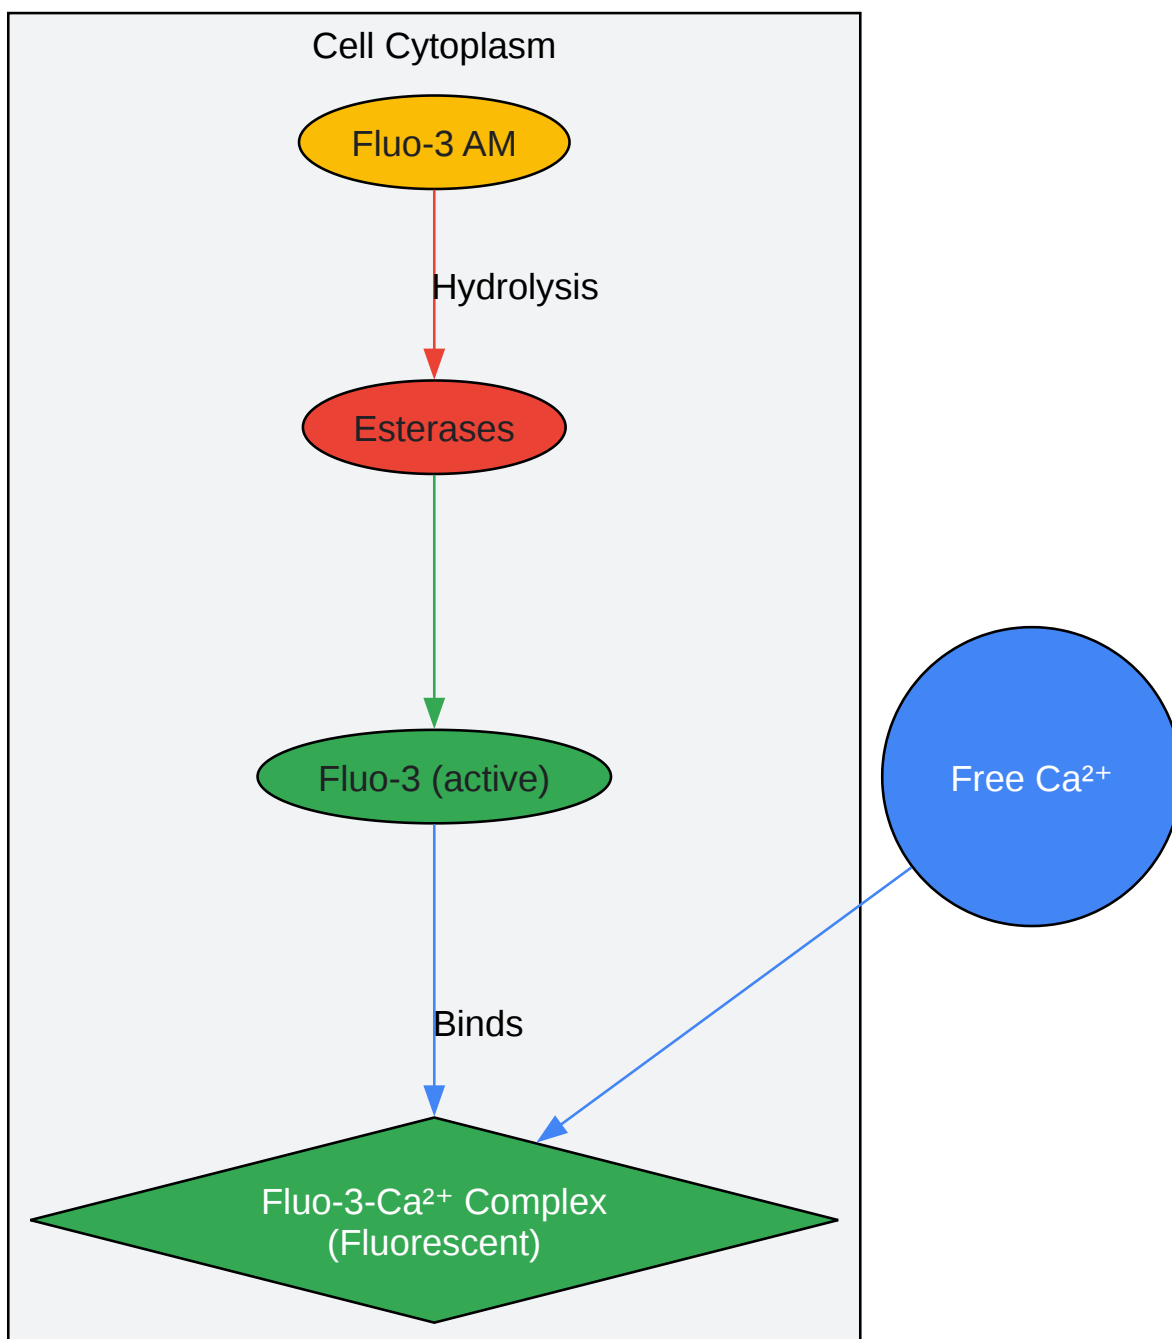 Cell Cytoplasm
Fluo-3 AM
Hydrolysis
Esterases
Fluo-3 (active)
Free Ca²⁺
Binds
Fluo-3-Ca²⁺ Complex
(Fluorescent)